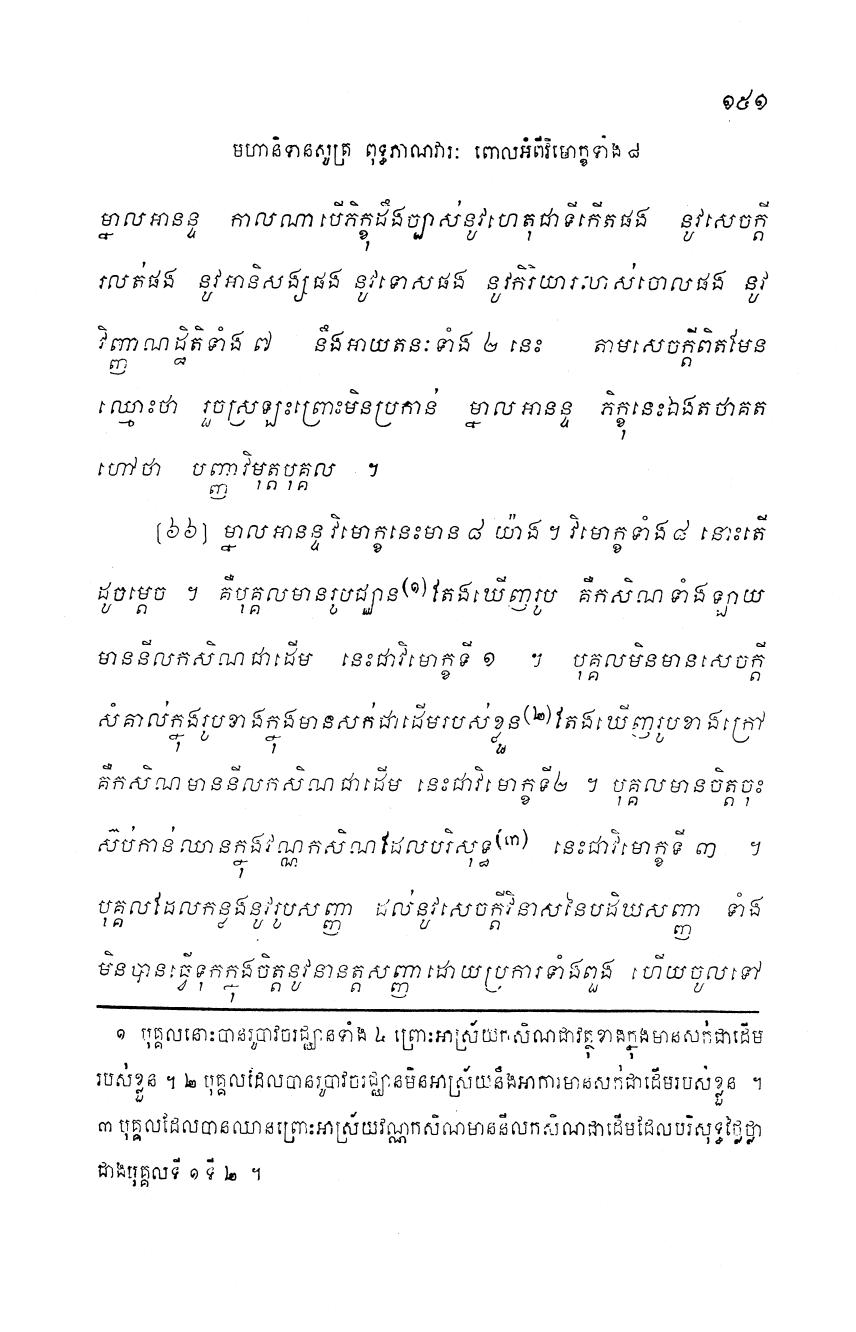 ១៥១
មហានិទានសូត្រ ពុទ្ធភាណវារៈ ពោលអំពីវិមោក្ខទាំង ៨
ម្នាលអានន្ទ កាលណាបើភិក្ខុដឹងច្បាស់នូវហេតុជាទីកើតផង នូវសេចក្តី
រលត់ផង នូវអានិសង្ឃផង នូវទោសផង នូវកិរិយារលាស់ចោលផង នូវ
វិញ្ញាណដ្ឋិតិទាំង ៧ នឹងអាយតនៈទាំង ២ នេះ តាមសេចក្តីពិតមែន
ឈ្មោះថា រួចស្រឡះព្រោះមិនប្រកាន់ ម្នាលអានន្ទ ភិក្ខុនេះឯងតថាគត
ហៅថា បញ្ញាវិមុត្តបុគ្គល ។
[៦៦] ម្នាលអានន្ទ វិមោក្ខនេះមាន ៨ យ៉ាង ។ វិមោក្ខទាំង ៨ នោះតើ
ដូចម្តេច ។ គឺបុគ្គលមានរូបជ្ឈាន(១) តែងឃើញរូប គឺកសិណទាំងឡាយ
មាននីលកសិណជាដើម នេះជាវិមោក្ខទី ១ ។ បុគ្គលមិនមានសេចក្តី
សំគាល់ក្នុងរូបខាងក្នុងមានសក់ជាដើមរបស់ខ្លួន(២) តែងឃើញរូបខាងក្រៅ
គឺកសិណមាននីលកសិណជាដើម នេះជាវិមោក្ខទី២ ។ បុគ្គលមានចិត្តចុះ
ស៊ប់កាន់ឈានក្នុងវណ្ណកសិណដែលបរិសុទ្ធ(៣) នេះជាវិមោក្ខទី ៣ ។
បុគ្គលដែលកន្លងនូវរូបសញ្ញា ដល់នូវសេចក្តីវិនាសនៃបដិឃសញ្ញា ទាំង
មិនបានធ្វើទុកក្នុងចិត្តនូវនានត្តសញ្ញាដោយប្រការទាំងពួង ហើយចូលទៅ
១ បុគ្គលនោះបានរូបាវចរជ្ឈានទាំង ៤ ព្រោះអាស្រ័យកសិណជាវត្ថុខាងក្នុងមានសក់ជាដើម
របស់ខ្លួន ។ ២ បុគ្គលដែលបានរូបាវចរជ្ឈានមិនអាស្រ័យនឹងអាការមានសក់ជាដើមរបស់ខ្លួន ។
៣ បុគ្គលដែលបានឈានព្រោះអាស្រ័យវណ្ណកសិណមាននីលកសិណជាដើមដែលបរិសុទ្ធថ្លៃថ្លា
ជាងបុគ្គលទី ១ ទី ២ ។